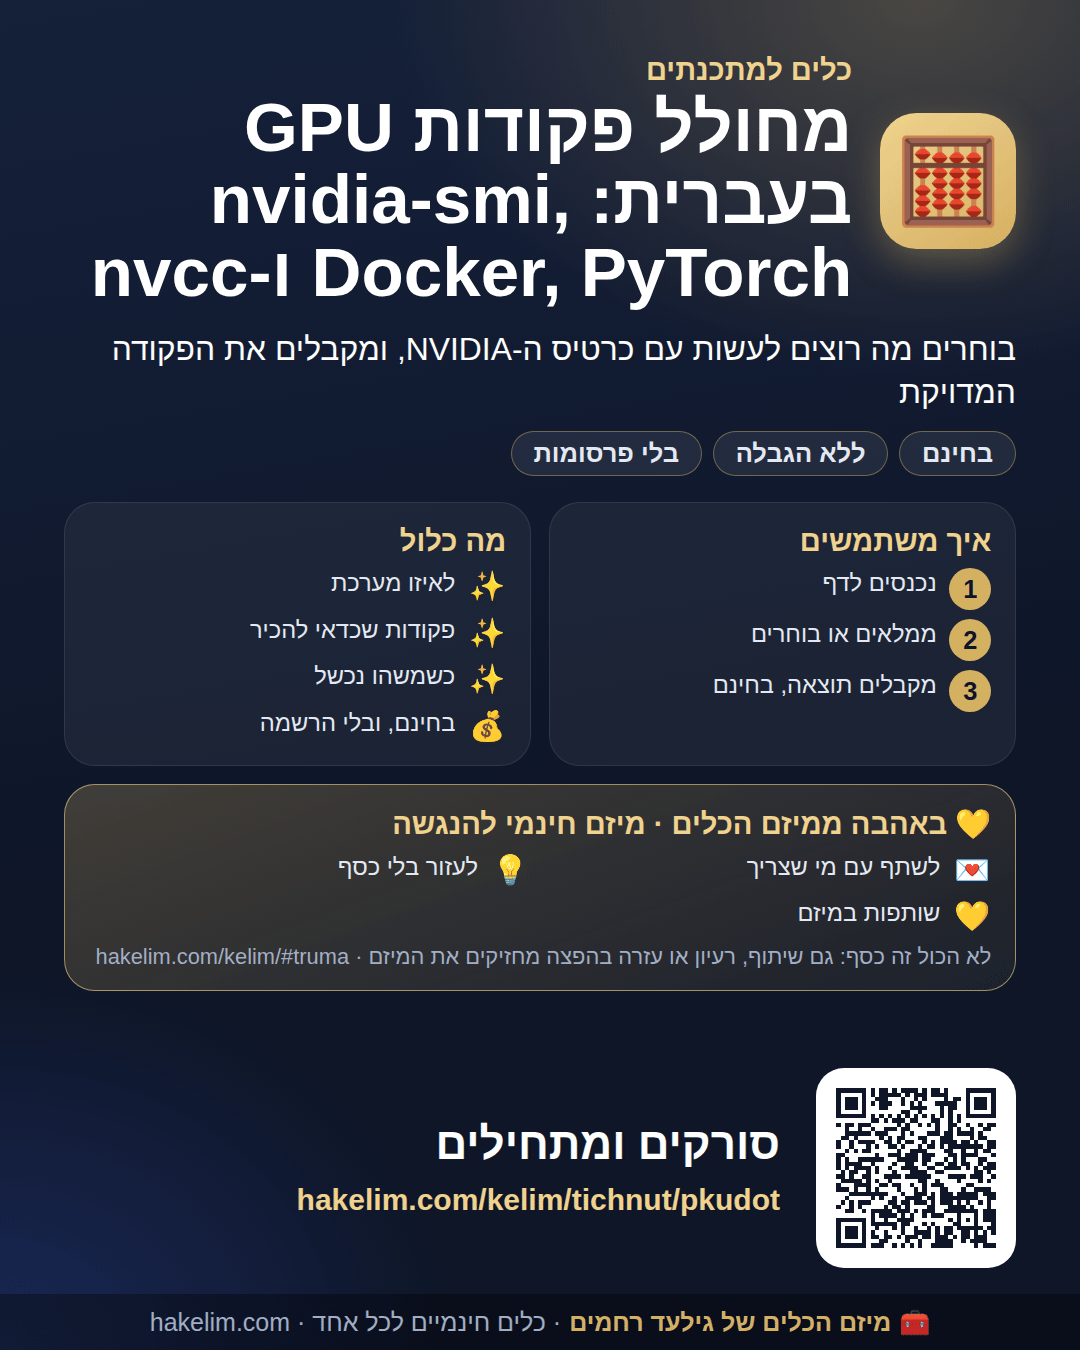 כלים למתכנתים
מחולל פקודות GPU
בעברית: nvidia-smi,
Docker, PyTorch ו-nvcc
בוחרים מה רוצים לעשות עם כרטיס ה-NVIDIA, ומקבלים את הפקודה
המדויקת
בחינם
ללא הגבלה
בלי פרסומות
איך משתמשים
1 נכנסים לדף
2 ממלאים או בוחרים
3 מקבלים תוצאה, בחינם
מה כלול
לאיזו מערכת
פקודות שכדאי להכיר
כשמשהו נכשל
בחינם, ובלי הרשמה
באהבה ממיזם הכלים · מיזם חינמי להנגשה
לשתף עם מי שצריך
לעזור בלי כסף
שותפות במיזם
לא הכול זה כסף: גם שיתוף, רעיון או עזרה בהפצה מחזיקים את המיזם · hakelim.com/kelim/#truma
סורקים ומתחילים
hakelim.com/kelim/tichnut/pkudot
מיזם הכלים של גילעד רחמים · כלים חינמיים לכל אחד · hakelim.com